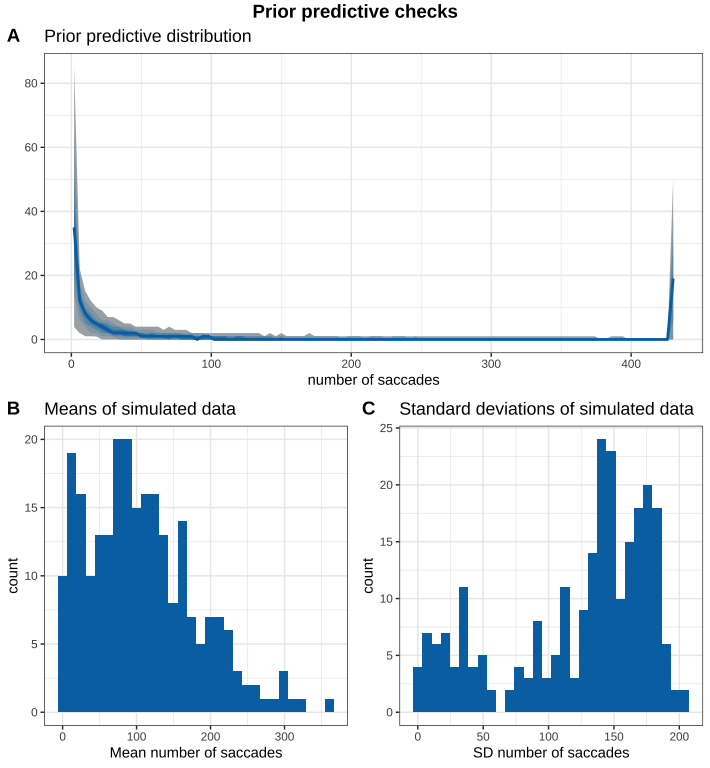 Prior predictive checks
A Prior predictive distribution
80
60
40
20
0
0 100 200 300 400
number of saccades
B Means of simulated data
20
15
10
5
0
count
0 100 200 300
Mean number of saccades
C Standard deviations of simulated data
25
20
15
10
5
0
count
0 50 100 150 200
SD number of saccades